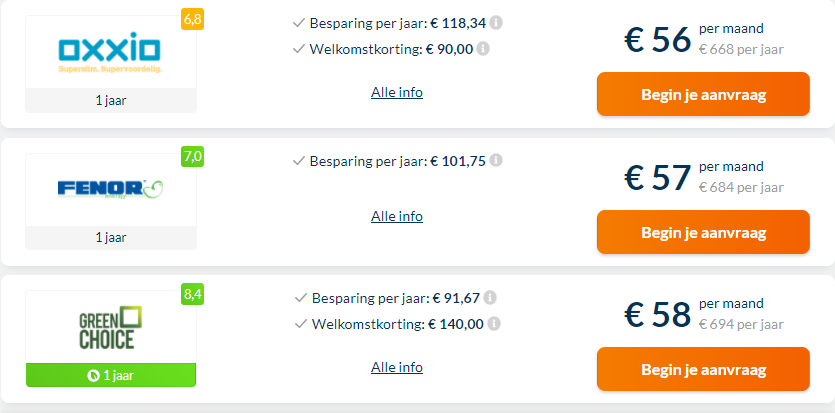 6,8
oxxio
Superslim. Supervoordelig.
1 jaar
Besparing per jaar: € 118,34
Welkomstkorting: € 90,00
Alle info
€ 56 per maand
€ 668 per jaar
Begin je aanvraag
7,0
FENOR
energy
1 jaar
Besparing per jaar: € 101,75
Alle info
€ 57 per maand
€ 684 per jaar
Begin je aanvraag
8,4
GREEN
CHOICE
1 jaar
Besparing per jaar: € 91,67
Welkomstkorting: € 140,00
Alle info
€ 58 per maand
€ 694 per jaar
Begin je aanvraag